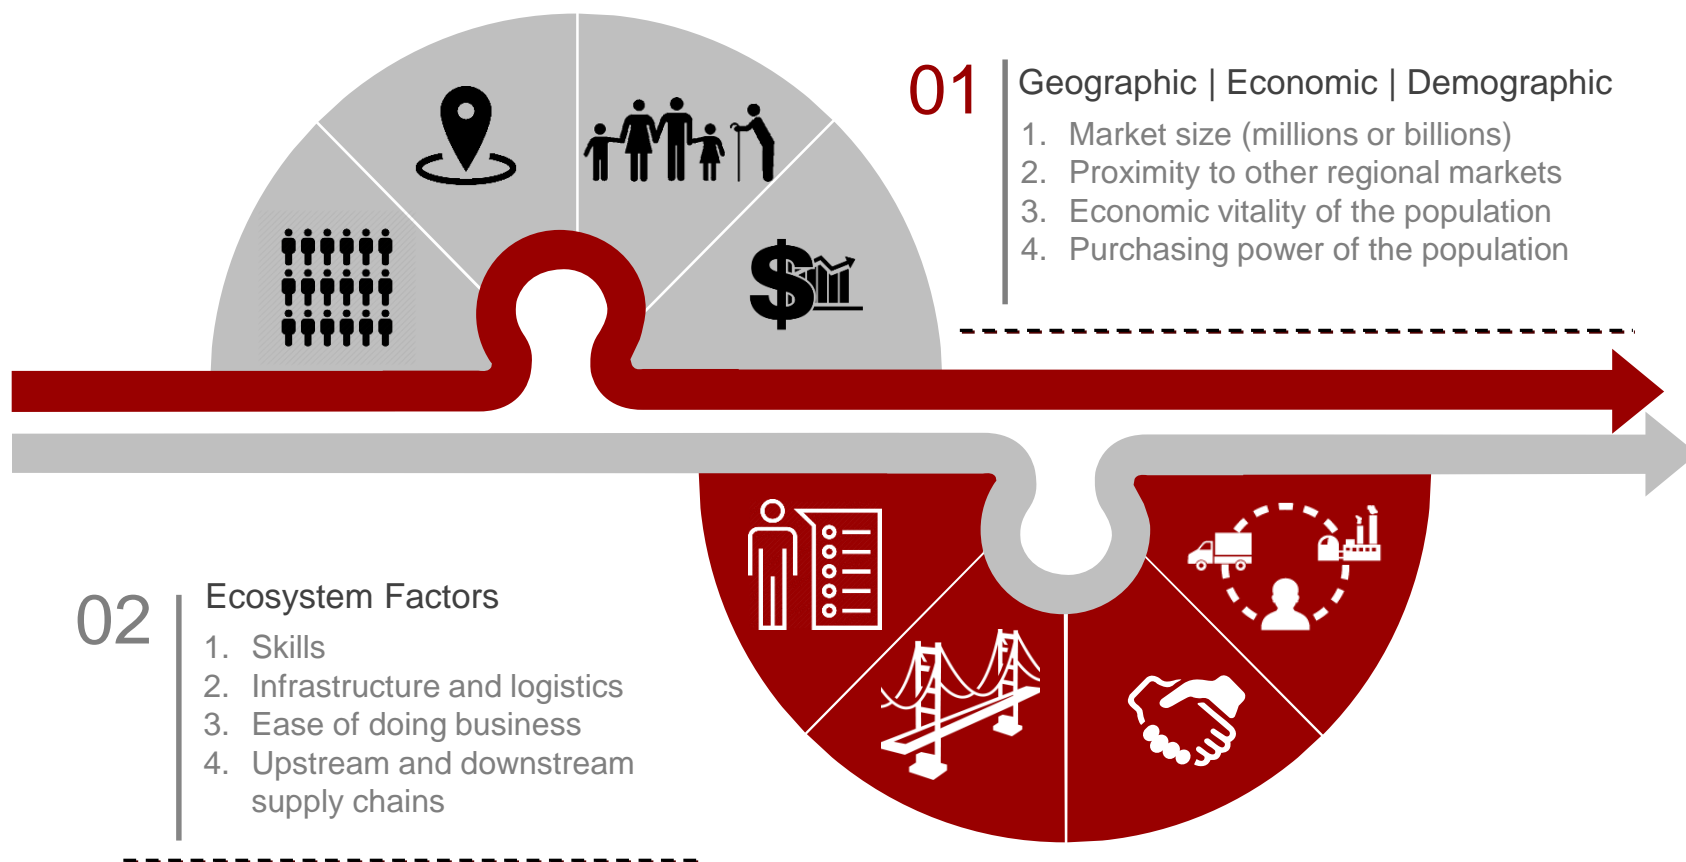 01
Geographic | Economic | Demographic
1. Market size (millions or billions)
2. Proximity to other regional markets
3. Economic vitality of the population
4. Purchasing power of the population
02
Ecosystem Factors
1. Skills
2. Infrastructure and logistics
3. Ease of doing business
4. Upstream and downstream
supply chains